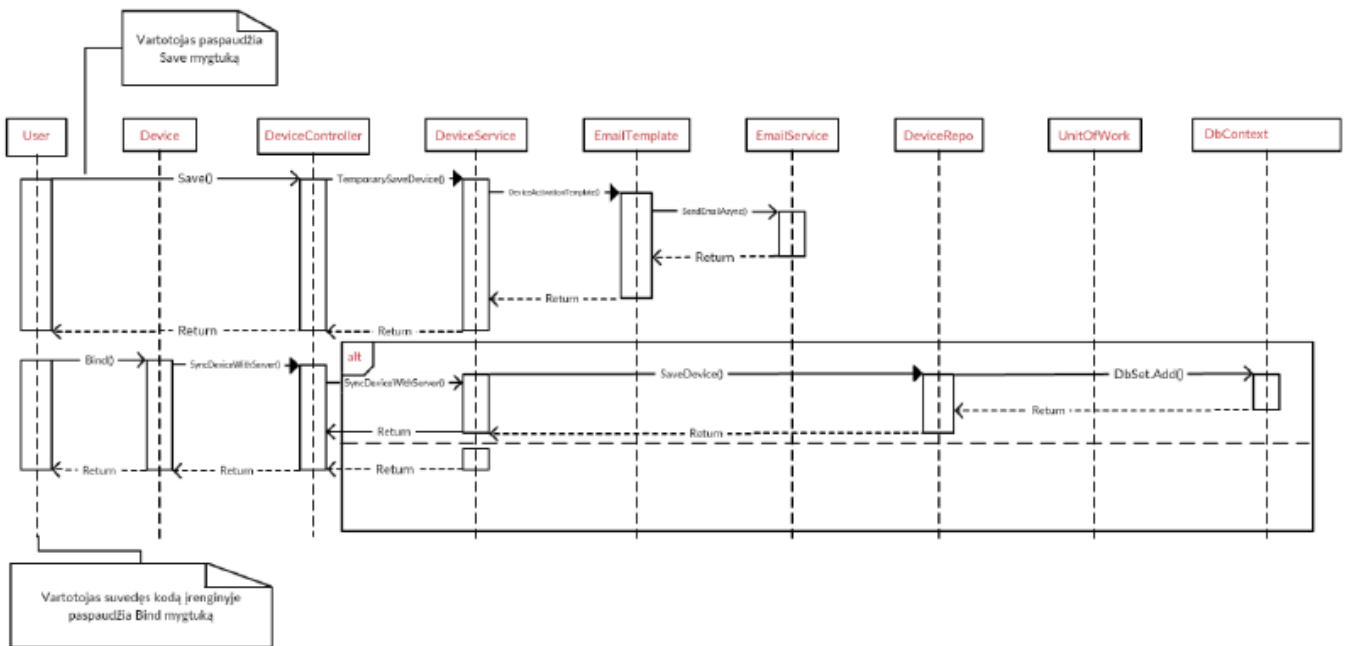 Vartotojas paspaudžia
Save mygtuką
User
Device
DeviceController
DeviceService
EmailTemplate
EmailService
DeviceRepo
UnitOfWork
DbContext
Save()
TemporarySaveDevice()
DeviceActivationTemplate()
SendEmailAsync()
Return
Return
Return
Return
alt
Bind()
SyncDeviceWithServer()
SyncDeviceWithServer()
SaveDevice()
DbSet.Add()
Return
Return
Return
Return
Return
Return
Vartotojas suvedęs kodą įrenginyje
paspaudžia Bind mygtuką